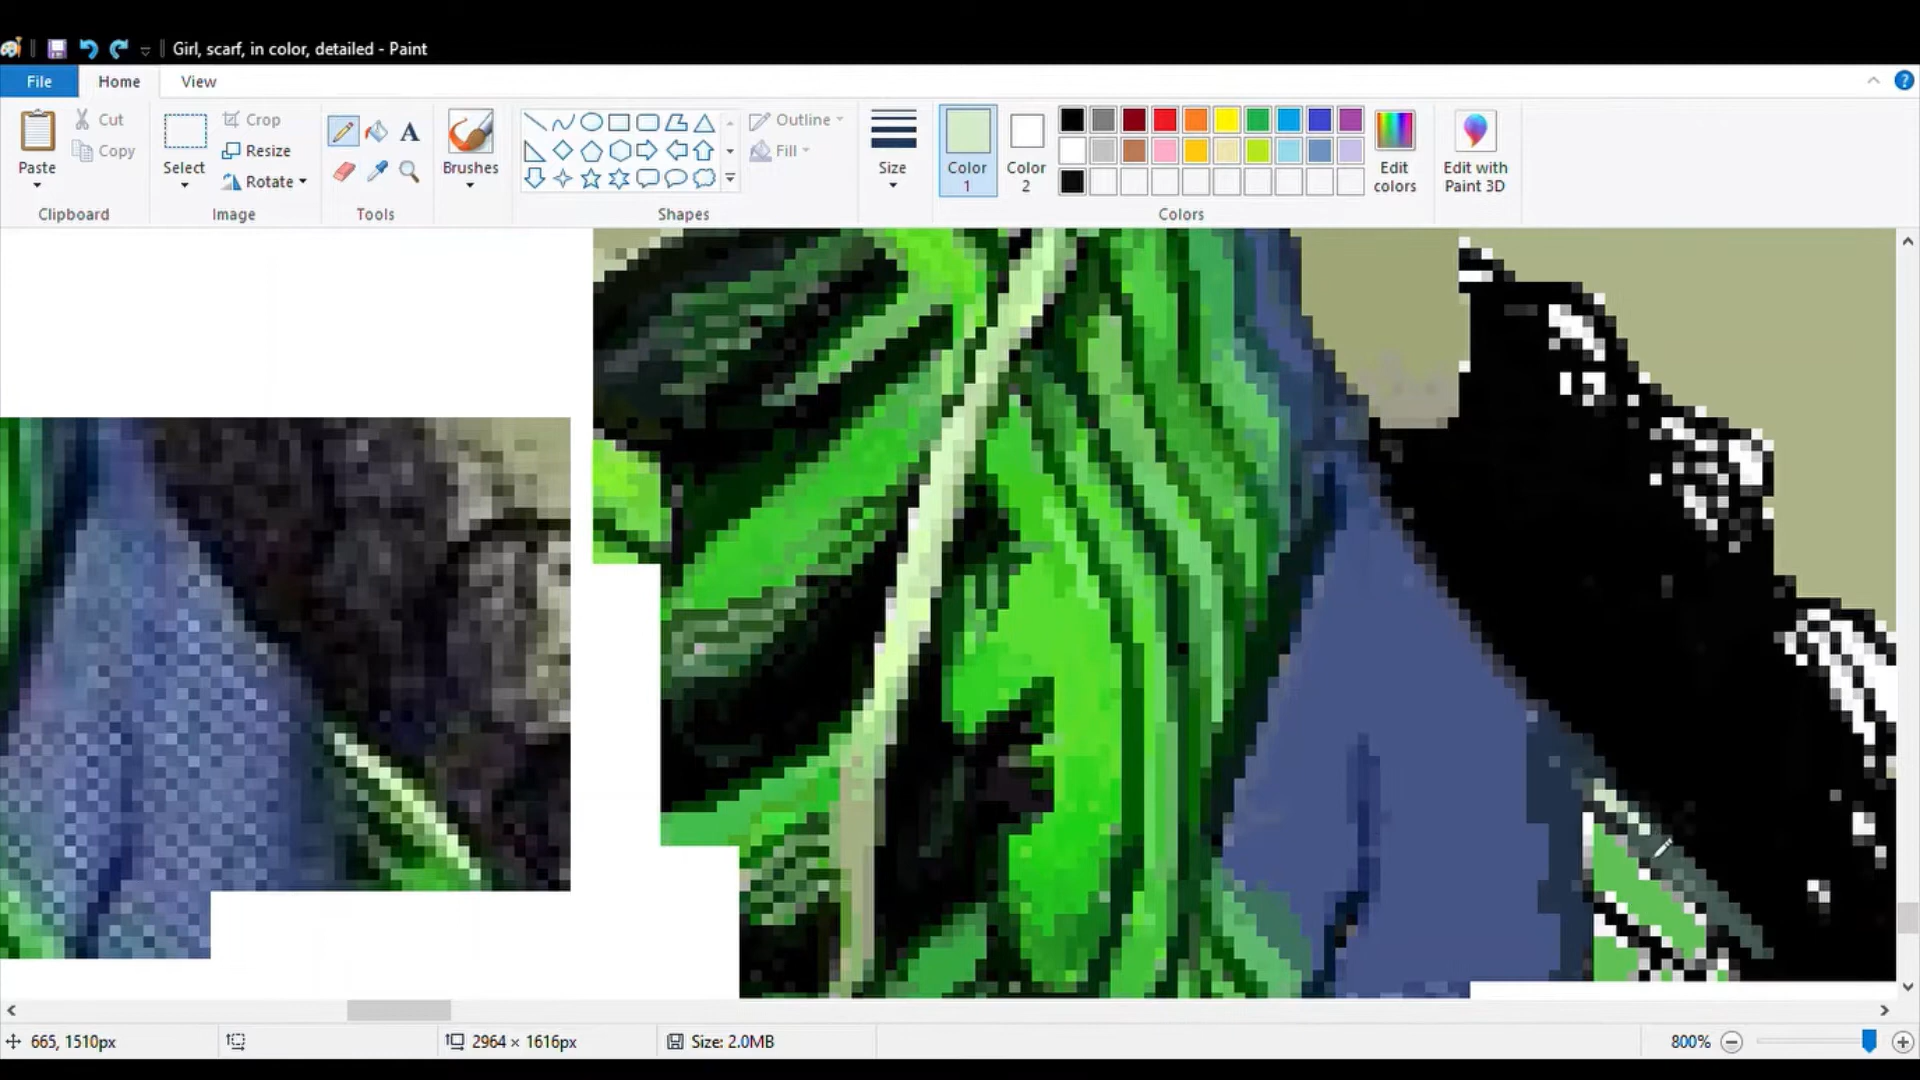 Girl, scarf, in color, detailed - Paint
File
Home
View
Paste
Cut
Copy
Clipboard
Select
Crop
Resize
Rotate
Image
A
Tools
Brushes
Outline
Fill
Shapes
Size
Color
1
Color
2
Edit
colors
Colors
Edit with
Paint 3D
?
665, 1510px
2964 × 1616px
Size: 2.0MB
800%